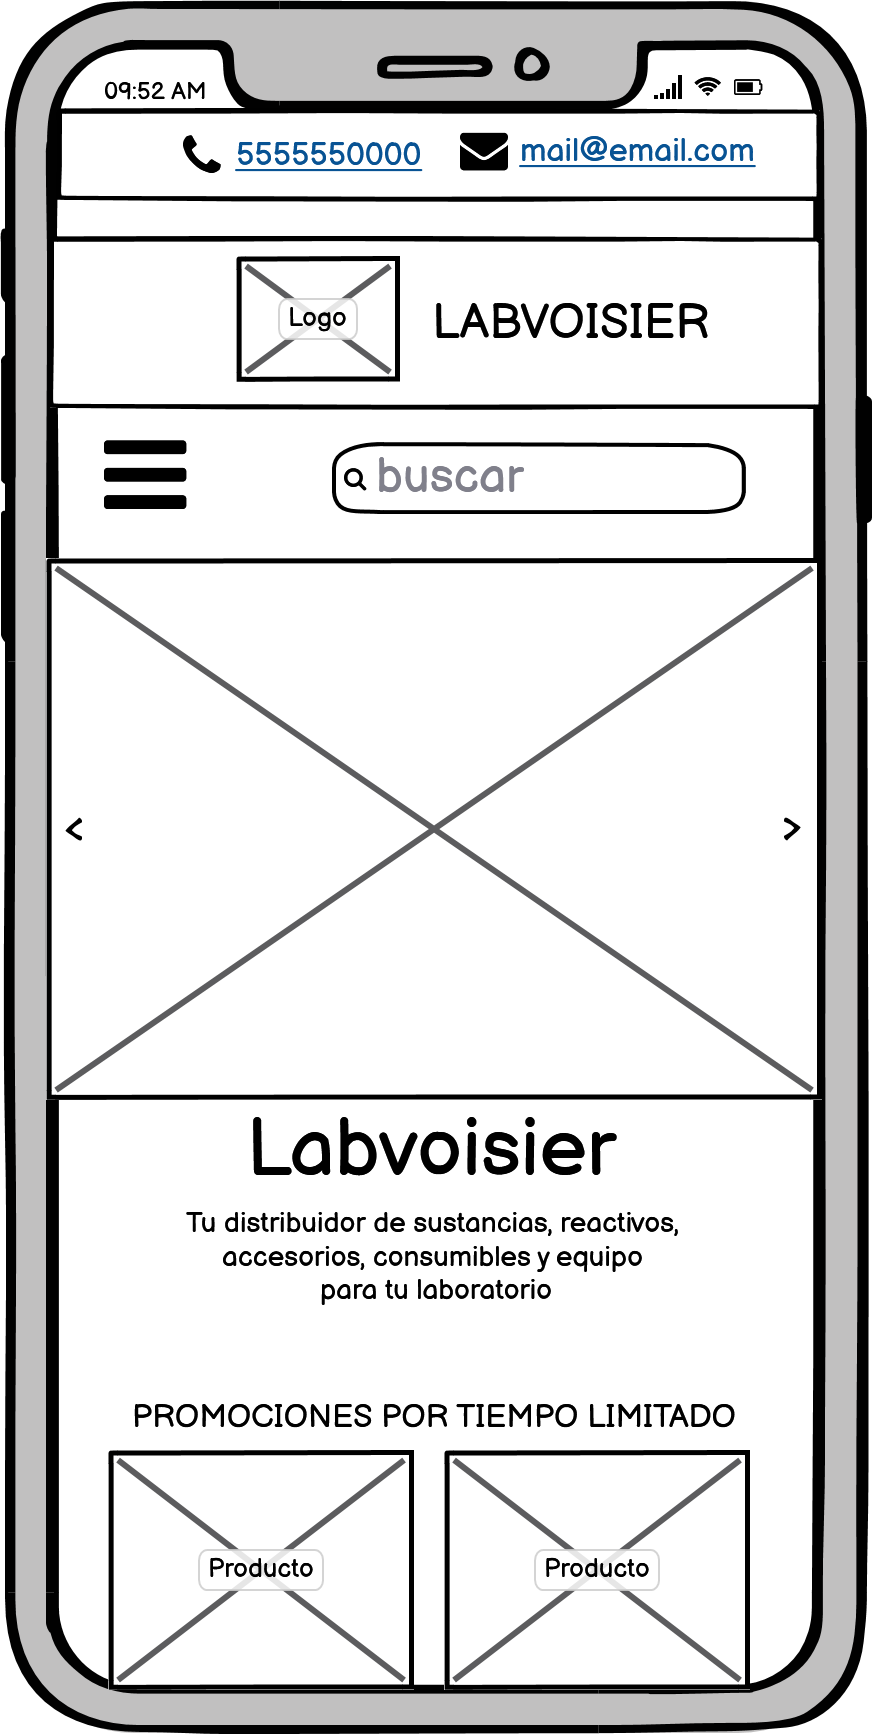 09:52 AM
5555550000
mail@email.com
Logo
LABVOISIER
buscar
<
>
Labvoisier
Tu distribuidor de sustancias, reactivos,
accesorios, consumibles y equipo
para tu laboratorio
PROMOCIONES POR TIEMPO LIMITADO
Producto
Producto